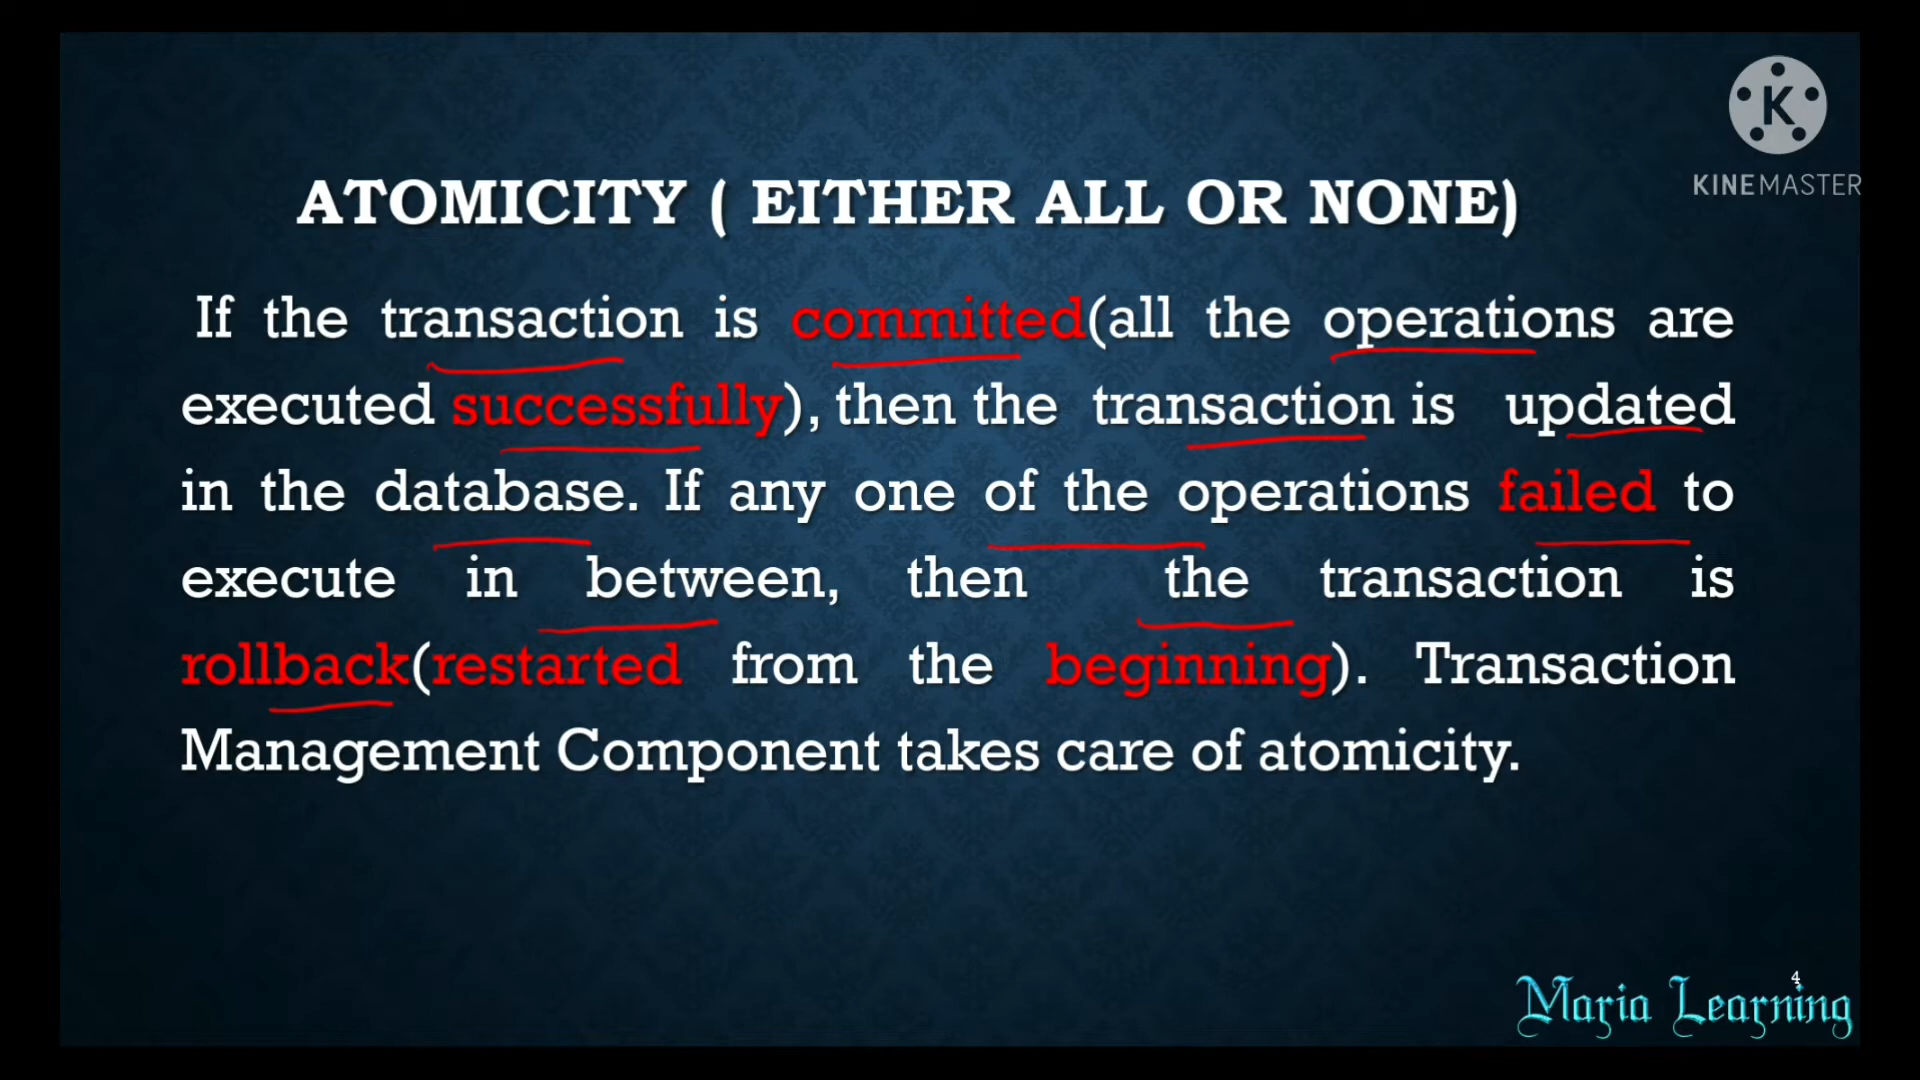 K
KINEMASTER
ATOMICITY ( EITHER ALL OR NONE)
If the transaction is committed(all the operations are
executed successfully), then the transaction is updated
in the database. If any one of the operations failed to
execute in between, then the transaction is
rollback(restarted from the beginning). Transaction
Management Component takes care of atomicity.
4
Maria Learning